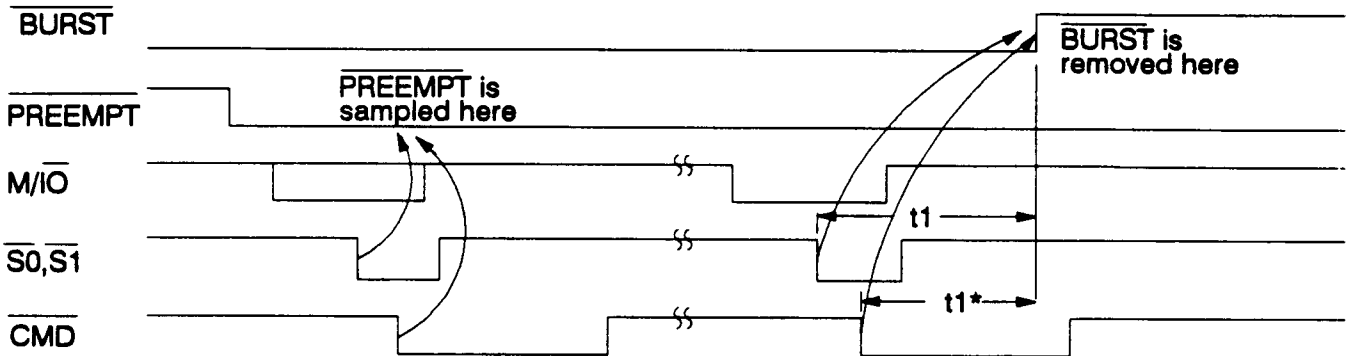 BURST
BURST is
removed here
PREEMPT is
sampled here
PREEMPT
M/IO
t1
S0,S1
t1*
CMD